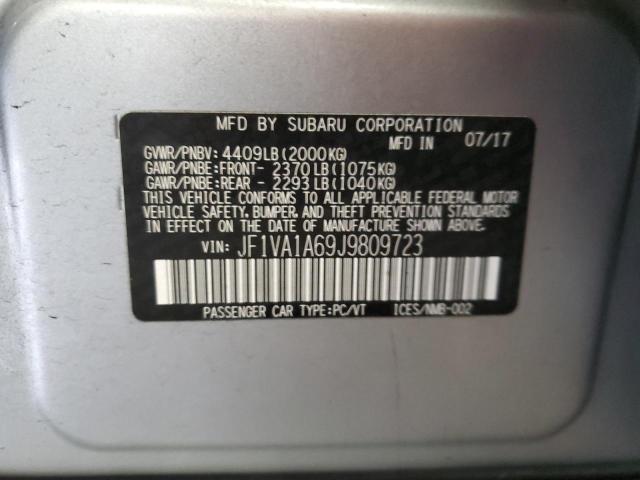 MFD BY SUBARU CORPORATION
MFD IN 07/17
GVWR/PNBV: 4409LB(2000KG)
GAWR/PNBE:FRONT- 2370LB(1075KG)
GAWR/PNBE:REAR - 2293LB(1040KG)
THIS VEHICLE CONFORMS TO ALL APPLICABLE FEDERAL MOTOR
VEHICLE SAFETY, BUMPER, AND THEFT PREVENTION STANDARDS
IN EFFECT ON THE DATE OF MANUFACTURE SHOWN ABOVE.
VIN: JF1VA1A69J9809723
PASSENGER CAR TYPE:PC/VT ICES/NMB-002